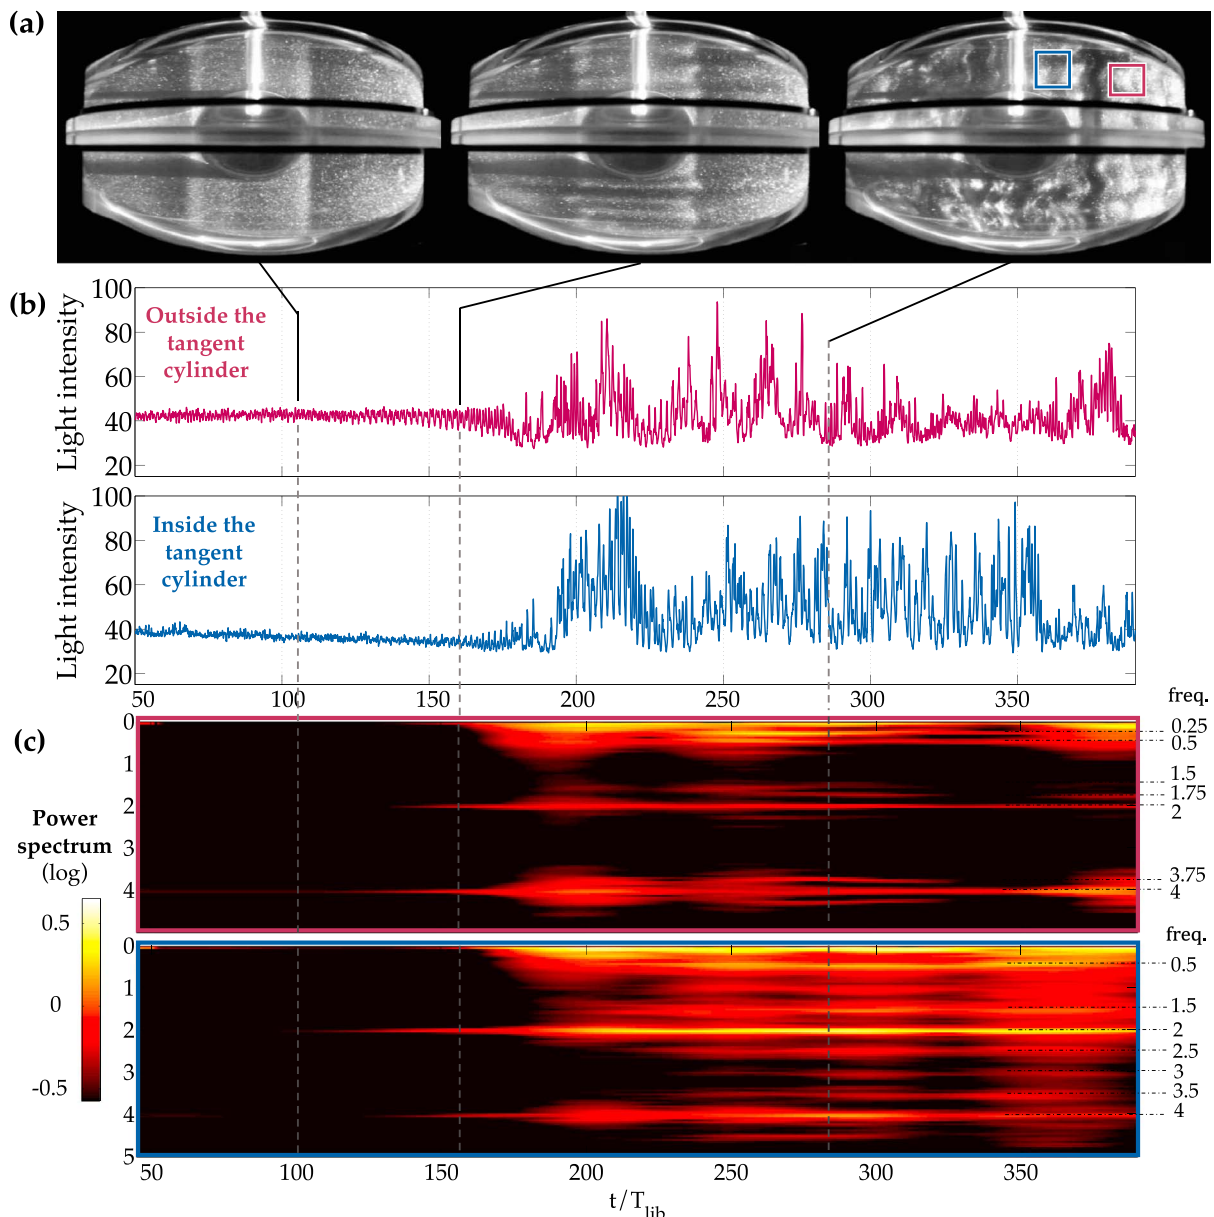 (a)
(b)
100
80
60
40
20
Light intensity
Outside the
tangent
cylinder
100
80
60
40
20
Light intensity
Inside the
tangent
cylinder
50 100 150 200 250 300 350
freq.
(c)
0
1
2
3
4
0.25
0.5
1.5
1.75
2
3.75
4
Power
spectrum
(log)
0.5
0
-0.5
freq.
0
1
2
3
4
5
0.5
1.5
2
2.5
3
3.5
4
50 100 150 200 250 300 350
t/T_lib